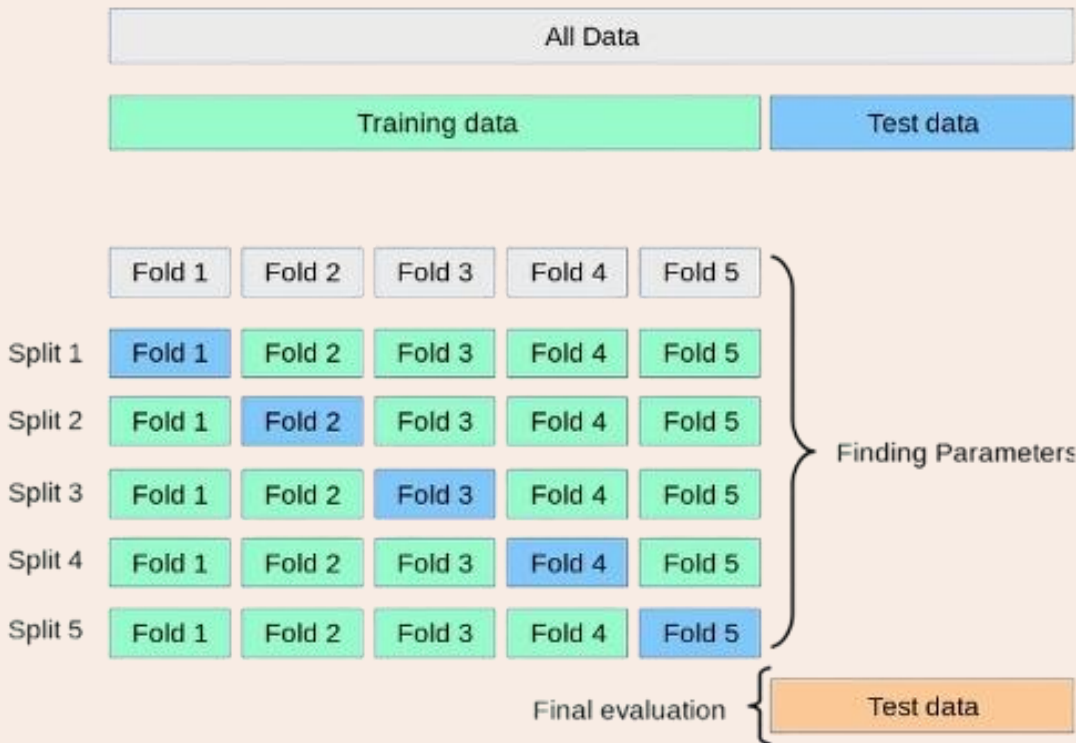 All Data
Training data Test data
Fold 1 Fold 2 Fold 3 Fold 4 Fold 5
Split 1 Fold 1 Fold 2 Fold 3 Fold 4 Fold 5
Split 2 Fold 1 Fold 2 Fold 3 Fold 4 Fold 5
Finding Parameters
Split 3 Fold 1 Fold 2 Fold 3 Fold 4 Fold 5
Split 4 Fold 1 Fold 2 Fold 3 Fold 4 Fold 5
Split 5 Fold 1 Fold 2 Fold 3 Fold 4 Fold 5
Final evaluation Test data